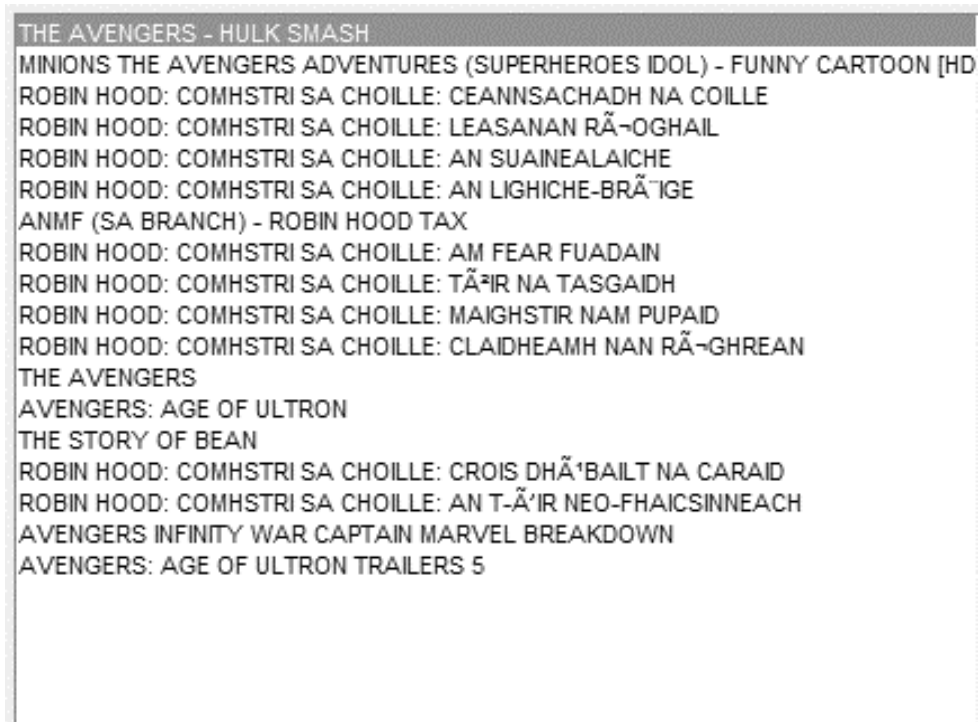 THE AVENGERS - HULK SMASH
MINIONS THE AVENGERS ADVENTURES (SUPERHEROES IDOL) - FUNNY CARTOON [HD
ROBIN HOOD: COMHSTRI SA CHOILLE: CEANNSACHADH NA COILLE
ROBIN HOOD: COMHSTRI SA CHOILLE: LEASANAN RÃ¬OGHAIL
ROBIN HOOD: COMHSTRI SA CHOILLE: AN SUAINEALAICHE
ROBIN HOOD: COMHSTRI SA CHOILLE: AN LIGHICHE-BRÃ¨IGE
ANMF (SA BRANCH) - ROBIN HOOD TAX
ROBIN HOOD: COMHSTRI SA CHOILLE: AM FEAR FUADAIN
ROBIN HOOD: COMHSTRI SA CHOILLE: TÃ²IR NA TASGAIDH
ROBIN HOOD: COMHSTRI SA CHOILLE: MAIGHSTIR NAM PUPAID
ROBIN HOOD: COMHSTRI SA CHOILLE: CLAIDHEAMH NAN RÃ¬GHREAN
THE AVENGERS
AVENGERS: AGE OF ULTRON
THE STORY OF BEAN
ROBIN HOOD: COMHSTRI SA CHOILLE: CROIS DHÃ¹BAILT NA CARAID
ROBIN HOOD: COMHSTRI SA CHOILLE: AN T-Ã’IR NEO-FHAICSINNEACH
AVENGERS INFINITY WAR CAPTAIN MARVEL BREAKDOWN
AVENGERS: AGE OF ULTRON TRAILERS 5